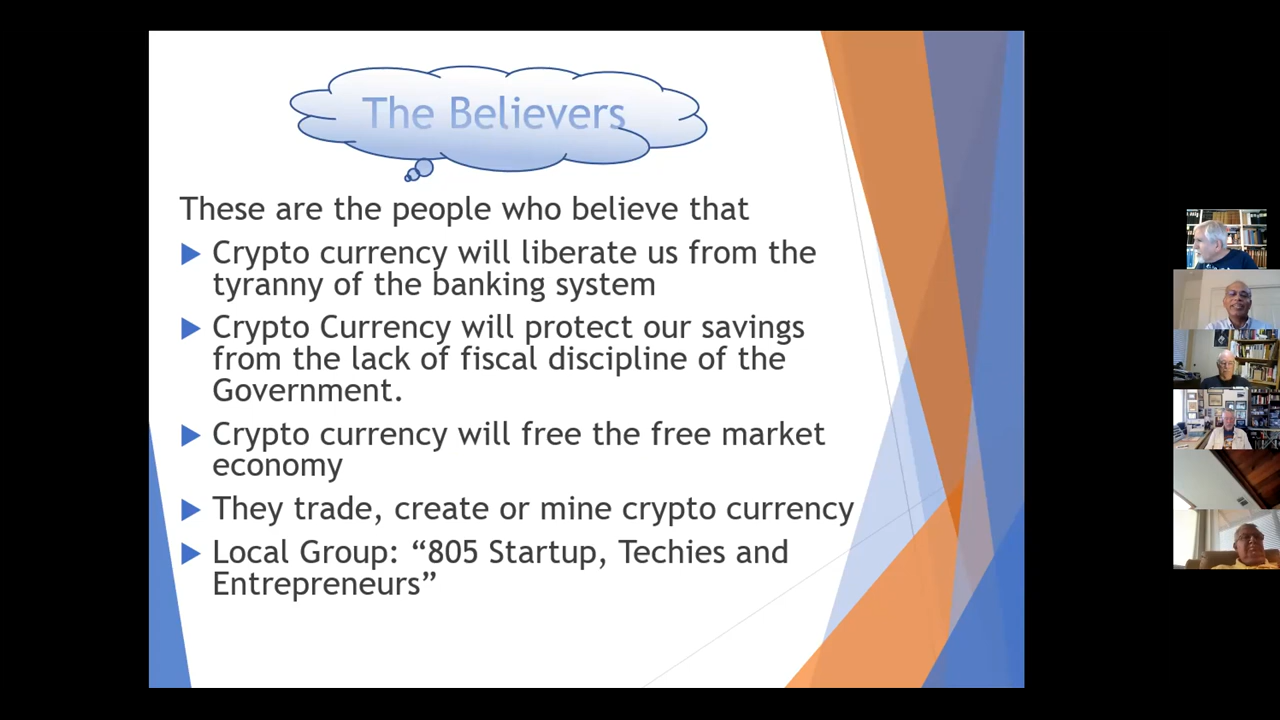 The Believers
These are the people who believe that
Crypto currency will liberate us from the
tyranny of the banking system
Crypto Currency will protect our savings
from the lack of fiscal discipline of the
Government.
Crypto currency will free the free market
economy
They trade, create or mine crypto currency
Local Group: “805 Startup, Techies and
Entrepreneurs”